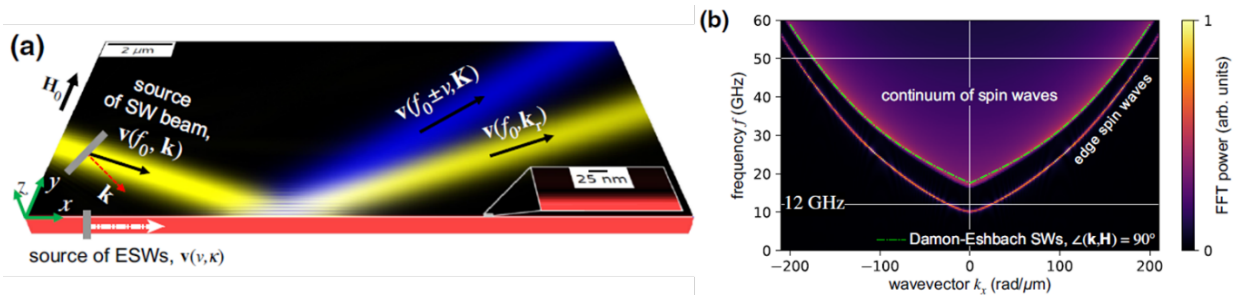 (a)
2 μm
H₀
source
of SW beam,
v(f₀, k)
k
z
y
x
source of ESWs, v(ν,κ)
v(f₀±ν,K)
v(f₀,kᵣ)
25 nm
(b)
60
50
40
30
20
10
0
frequency f (GHz)
continuum of spin waves
edge spin waves
12 GHz
Damon-Eshbach SWs, ∠(k,H) = 90°
−200
−100
0
100
200
wavevector kₓ (rad/μm)
1
0
FFT power (arb. units)